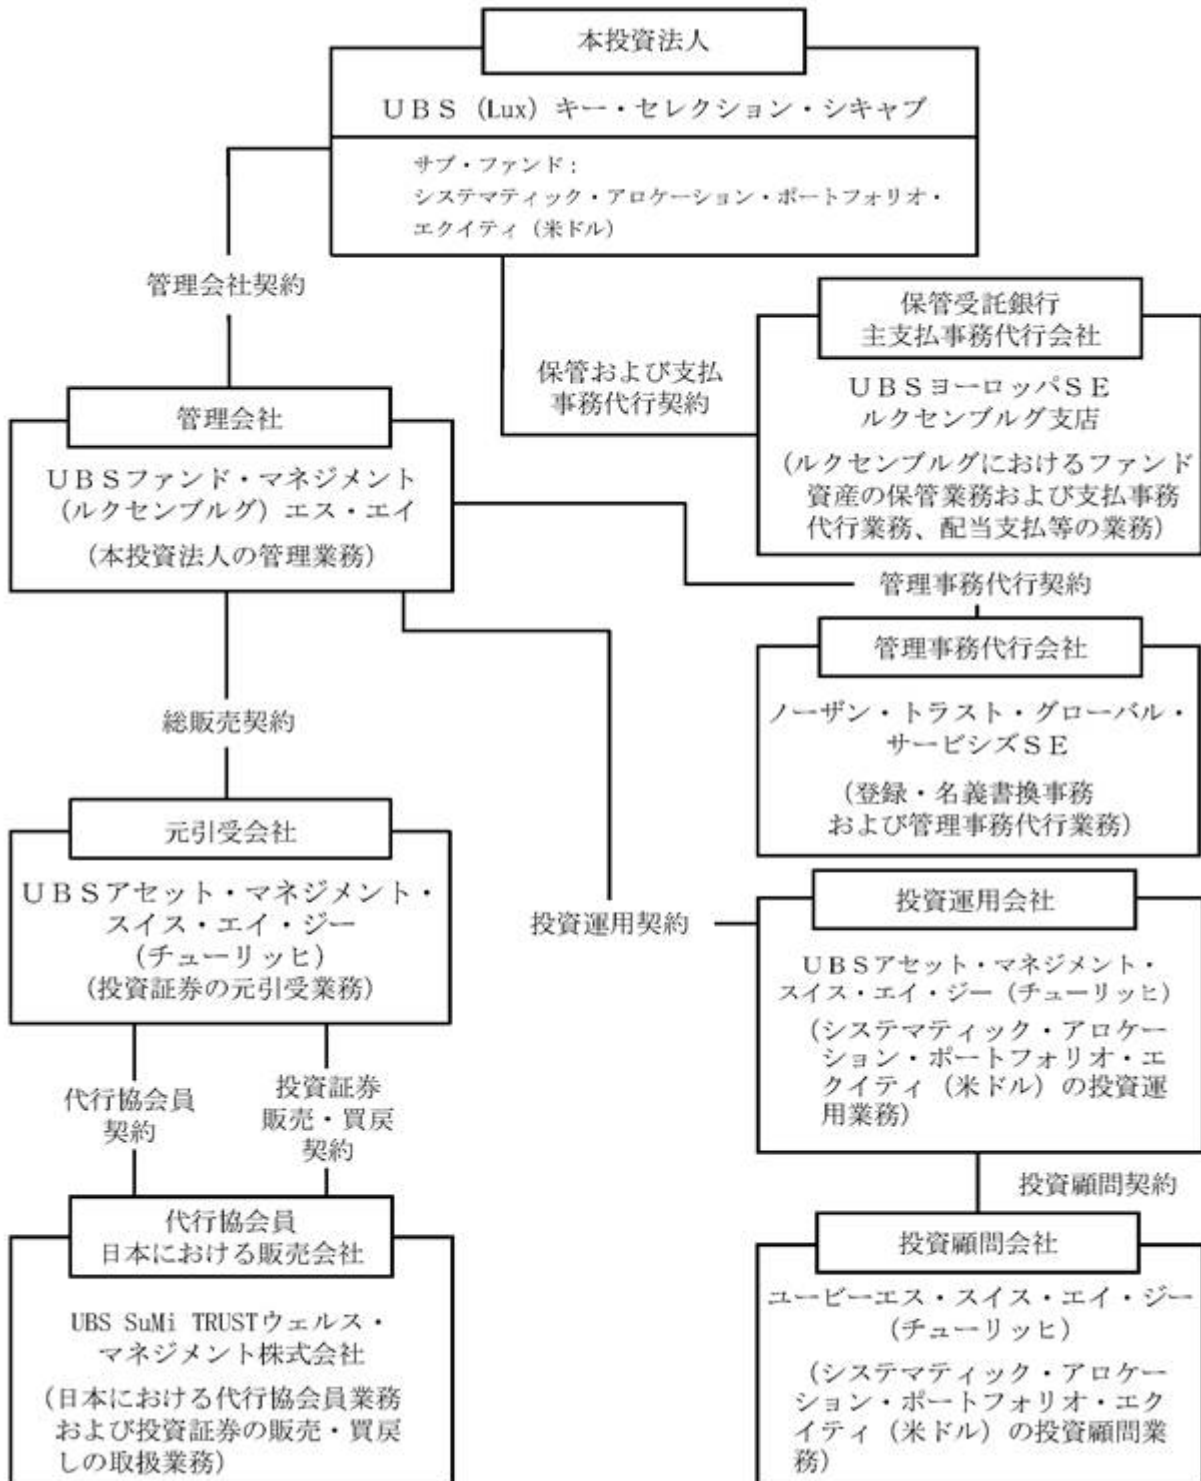 本投資法人
UBS (Lux) キー・セレクション・シキャブ
サブ・ファンド：
システマティック・アロケーション・ポートフォリオ・
エクイティ（米ドル）
管理会社契約
保管受託銀行
主支払事務代行会社
UBSヨーロッパSE
ルクセンブルグ支店
（ルクセンブルグにおけるファンド
資産の保管業務および支払事務
代行業務、配当支払等の業務）
保管および支払
事務代行契約
管理会社
UBSファンド・マネジメント
（ルクセンブルグ）エス・エイ
（本投資法人の管理業務）
管理事務代行契約
管理事務代行会社
ノーザン・トラスト・グローバル・
サービシズSE
（登録・名義書換事務
および管理事務代行業務）
総販売契約
元引受会社
UBSアセット・マネジメント・
スイス・エイ・ジー
（チューリッヒ）
（投資証券の元引受業務）
投資運用契約
投資運用会社
UBSアセット・マネジメント・
スイス・エイ・ジー（チューリッヒ）
（システマティック・アロケー
ション・ポートフォリオ・エ
クイティ（米ドル）の投資運
用業務）
代行協会員
契約
投資証券
販売・買戻
契約
投資顧問契約
代行協会員
日本における販売会社
UBS SuMi TRUSTウェルス・
マネジメント株式会社
（日本における代行協会員業務
および投資証券の販売・買戻
しの取扱業務）
投資顧問会社
ユービーエス・スイス・エイ・ジー
（チューリッヒ）
（システマティック・アロケー
ション・ポートフォリオ・エク
イティ（米ドル）の投資顧問業
務）